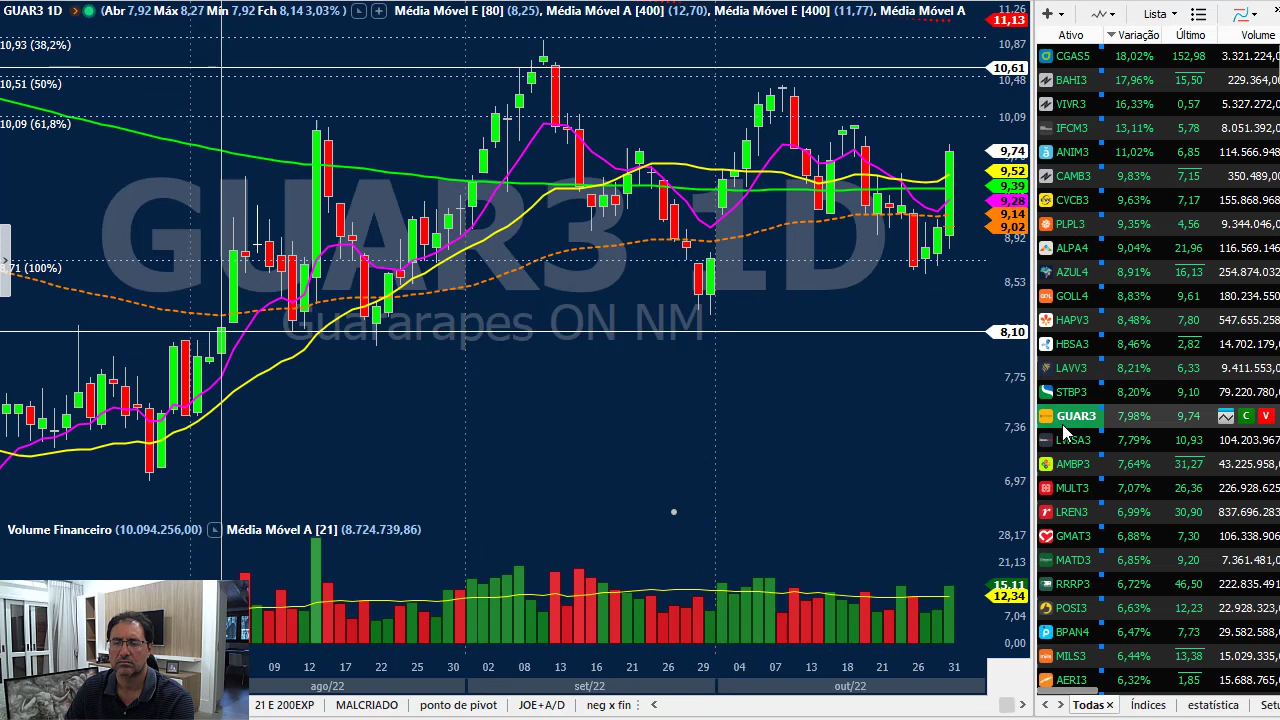 GUAR3 1D (Abr 7,92 Máx 8,27 Min 7,92 Fch 8,14 3,03% ) Média Móvel E [80] (8,25), Média Móvel A [400] (12,70), Média Móvel E [400] (11,77), Média Móvel A
10,93 (38,2%)
10,51 (50%)
10,09 (61,8%)
8,71 (100%)
GUAR3 1D
Guararapes ON NM
11,26
11,13
10,87
10,61
10,48
10,09
9,74
9,52
9,39
9,28
9,14
9,02
8,92
8,53
8,10
7,75
7,36
6,97
Volume Financeiro (10.094.256,00) Média Móvel A [21] (8.724.739,86)
28,17
21,13
15,11
12,34
7,04
0,00
09 12 17 22 25 30 02 08 13 16 21 26 29 04 07 13 18 21 26 31
ago/22 set/22 out/22
21 E 200EXP MALCRIADO ponto de pivot JOE+A/D neg x fin
Lista
Ativo Variação Último Volume
CGAS5 18,02% 152,98 3.321.224,0
BAHI3 17,96% 15,50 229.364,00
VIVR3 16,33% 0,57 1.327.272,0
IFCM3 13,11% 5,78 8.051.393,0
ANIM3 11,02% 6,85 114.566.948
CAMB3 9,83% 7,15 3.936.489,00
CVCB3 9,63% 7,17 155.868.268
PLPL3 9,35% 4,56 9.344.019,0
ALPA4 9,04% 21,96 116.569.145
AZUL4 8,91% 16,13 254.874.03
GOLL4 8,83% 9,61 180.234.50
HAPV3 8,48% 7,80 547.655.258
HBSA3 8,46% 2,82 14.702.179,0
LAVV3 8,21% 6,33 9.411.553,0
STBP3 8,20% 9,10 79.220.780,0
GUAR3 7,98% 9,74 C V
LWSA3 7,79% 10,93 104.203.967
AMBP3 7,64% 31,27 43.225.958,0
MULT3 7,07% 26,36 226.928.625
LREN3 6,99% 30,90 837.696.283
GMAT3 6,88% 7,30 106.338.106
MATD3 6,85% 9,20 7.361.481,0
RRRP3 6,72% 46,50 222.835.491
POSI3 6,63% 12,23 22.928.323,0
BPAN4 6,47% 7,73 29.582.582,0
MILS3 6,44% 13,38 15.029.335,0
AERI3 6,32% 1,85 15.688.765,0
Todas Índices estatística Setu